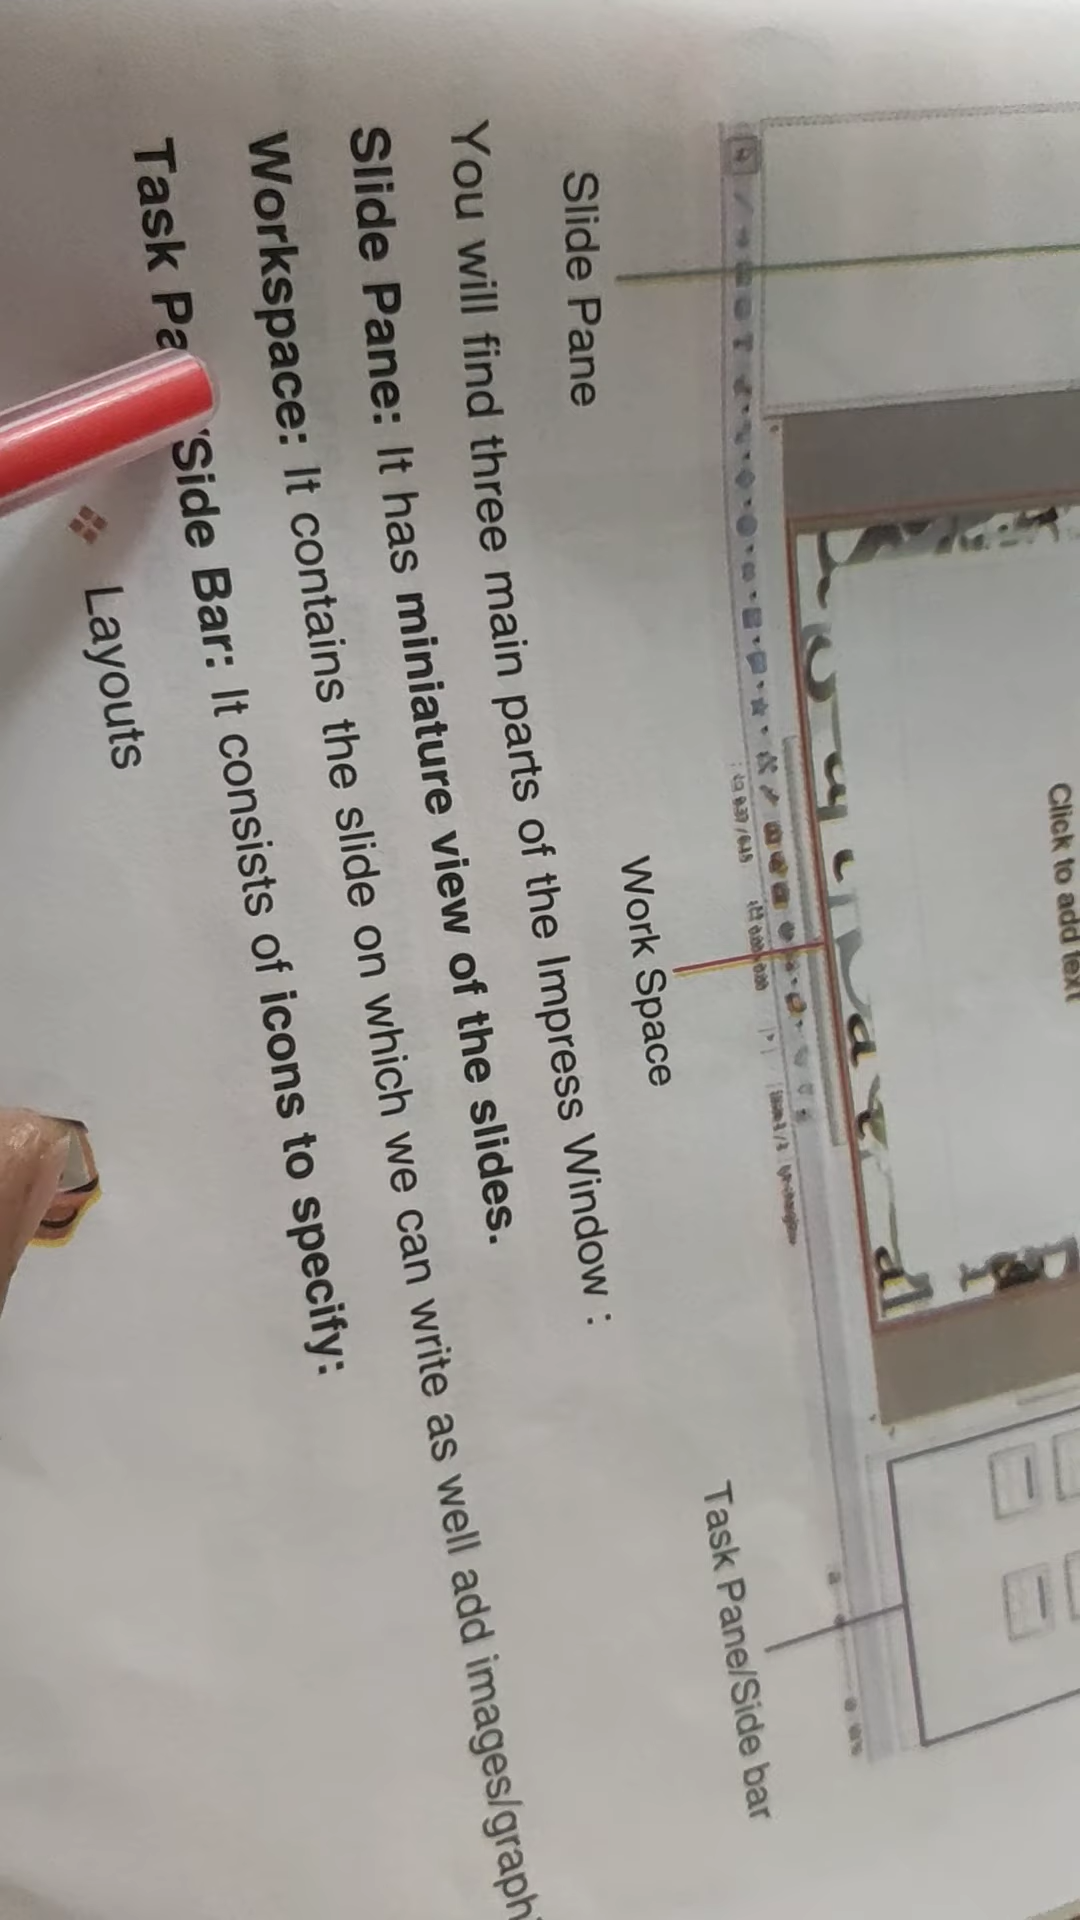 Click to add text
Slide Pane
Work Space
Task Pane/Side bar
You will find three main parts of the Impress Window :
Slide Pane: It has miniature view of the slides.
Workspace: It contains the slide on which we can write as well add images/graph
Task Pa Side Bar: It consists of icons to specify:
❖ Layouts